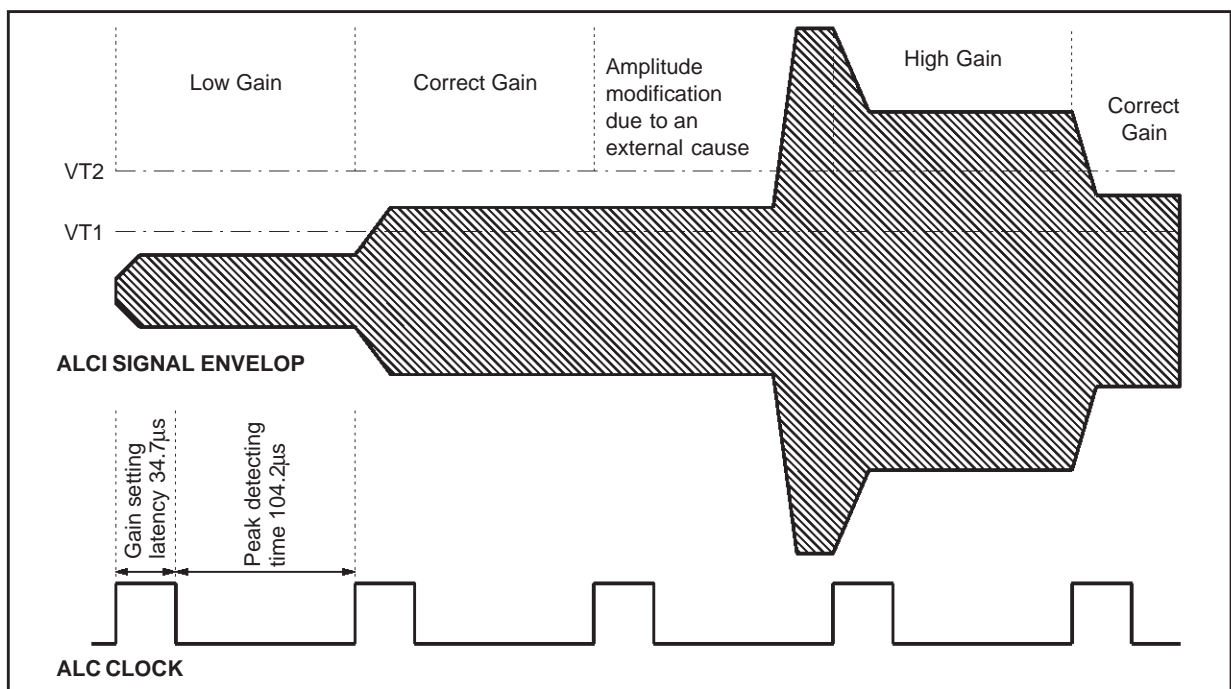 Low Gain
Correct Gain
Amplitude
modification
due to an
external cause
High Gain
Correct
Gain
VT2
VT1
ALCI SIGNAL ENVELOP
Gain setting
latency 34.7µs
Peak detecting
time 104.2µs
ALC CLOCK